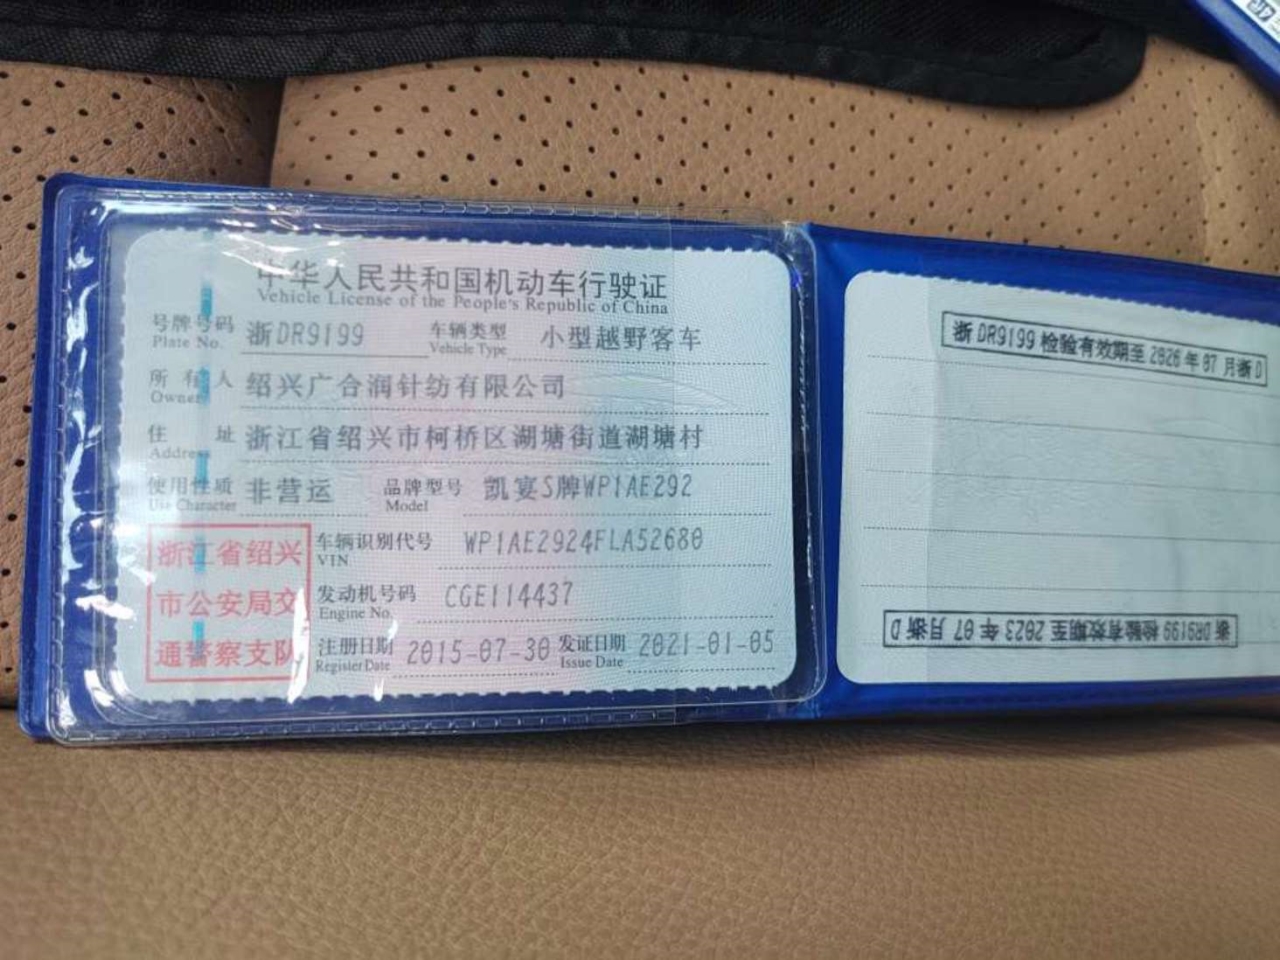 中华人民共和国机动车行驶证
Vehicle License of the People's Republic of China
号牌号码 浙DR9199 车辆类型 小型越野客车
Plate No. Vehicle Type
所有人 绍兴广合润针纺有限公司
Owner
住址 浙江省绍兴市柯桥区湖塘街道湖塘村
Address
使用性质 非营运 品牌型号 凯宴S牌WP1AE292
Use Character Model
浙江省绍兴
市公安局交
通警察支队
车辆识别代号 WP1AE2924FLA52680
VIN
发动机号码 CGE114437
Engine No.
注册日期 2015-07-30 发证日期 2021-01-05
Register Date Issue Date
浙DR9199检验有效期至2026年07月浙D
浙DR9199检验有效期至2023年07月浙D